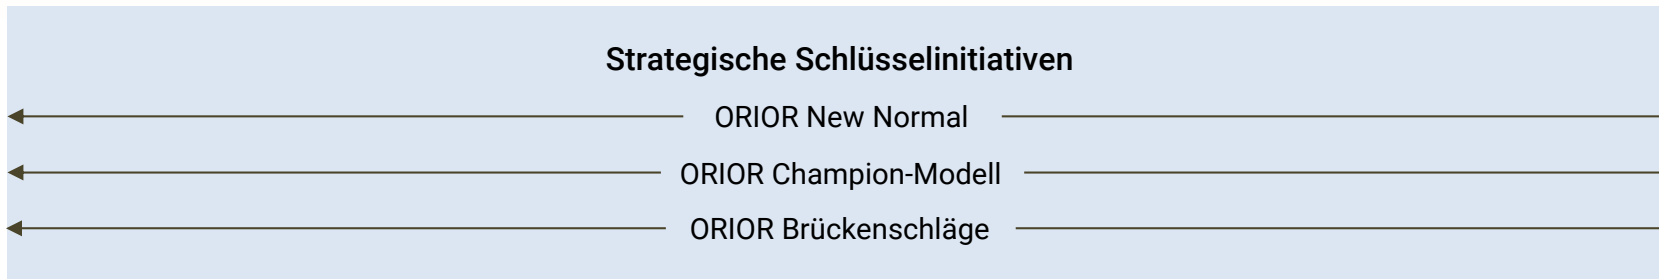 Strategische Schlüsselinitiativen
ORIOR New Normal
ORIOR Champion-Modell
ORIOR Brückenschläge